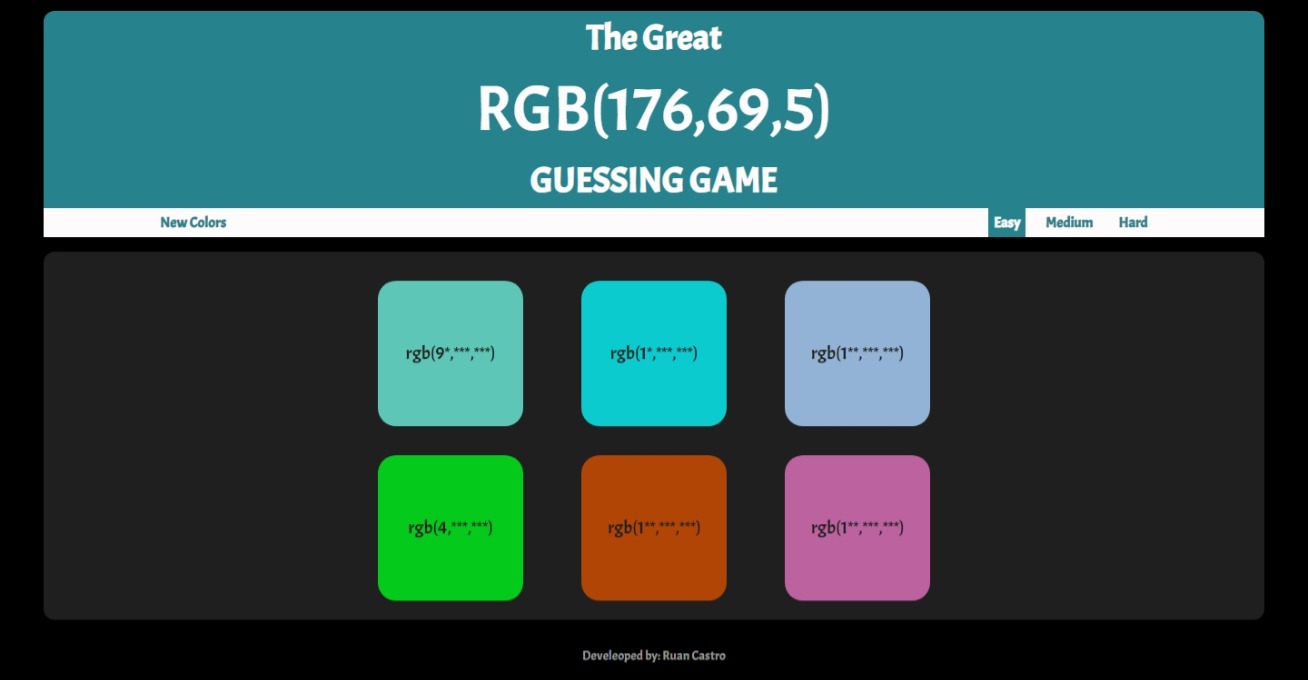 The Great
RGB(176,69,5)
GUESSING GAME
New Colors Easy Medium Hard
rgb(9*,***,***) rgb(1*,***,***) rgb(1**,***,***)
rgb(4,***,***) rgb(1**,***,***) rgb(1**,***,***)
Develeoped by: Ruan Castro